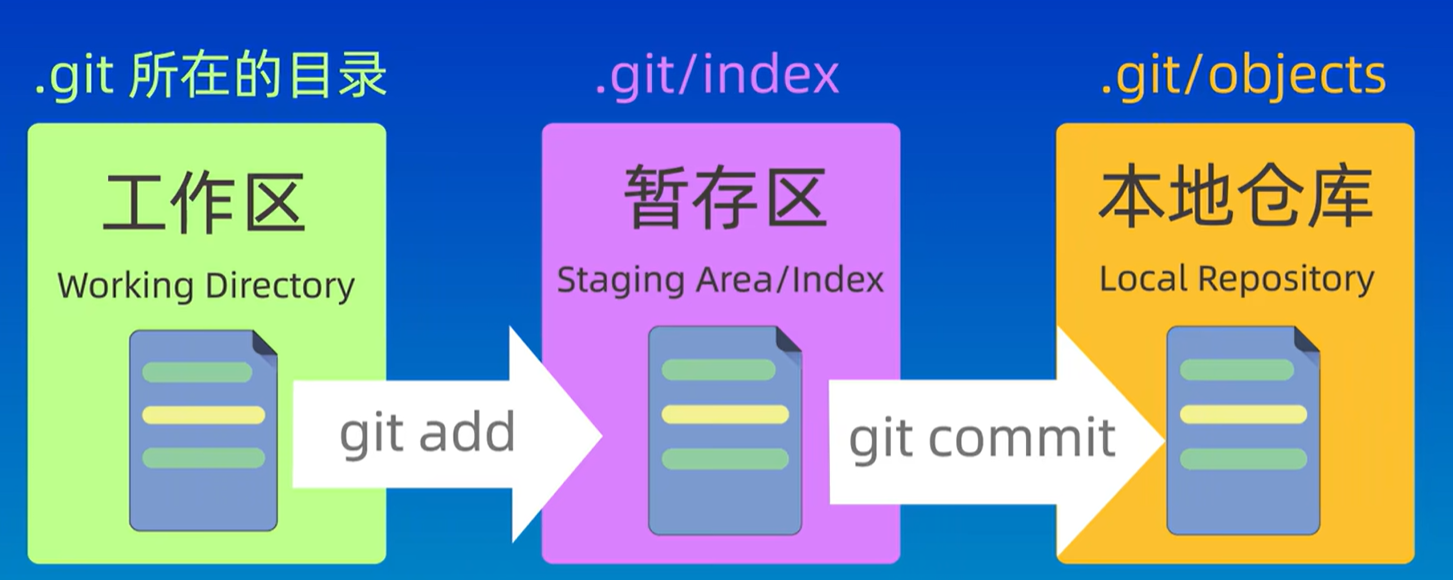 .git 所在的目录
.git/index
.git/objects
工作区
Working Directory
暂存区
Staging Area/Index
本地仓库
Local Repository
git add
git commit